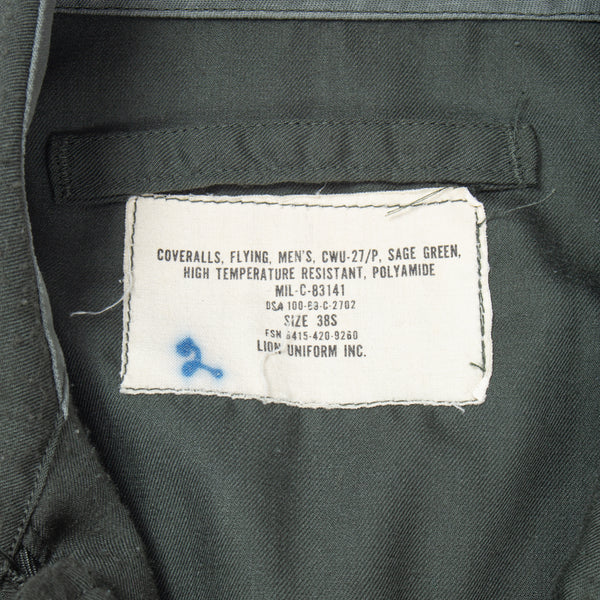 COVERALLS, FLYING, MEN'S, CWU-27/P, SAGE GREEN,
HIGH TEMPERATURE RESISTANT, POLYAMIDE
MIL-C-83141
DSA 100-69-C-2702
SIZE 38S
FSN 8415-420-9260
LION UNIFORM INC.
2